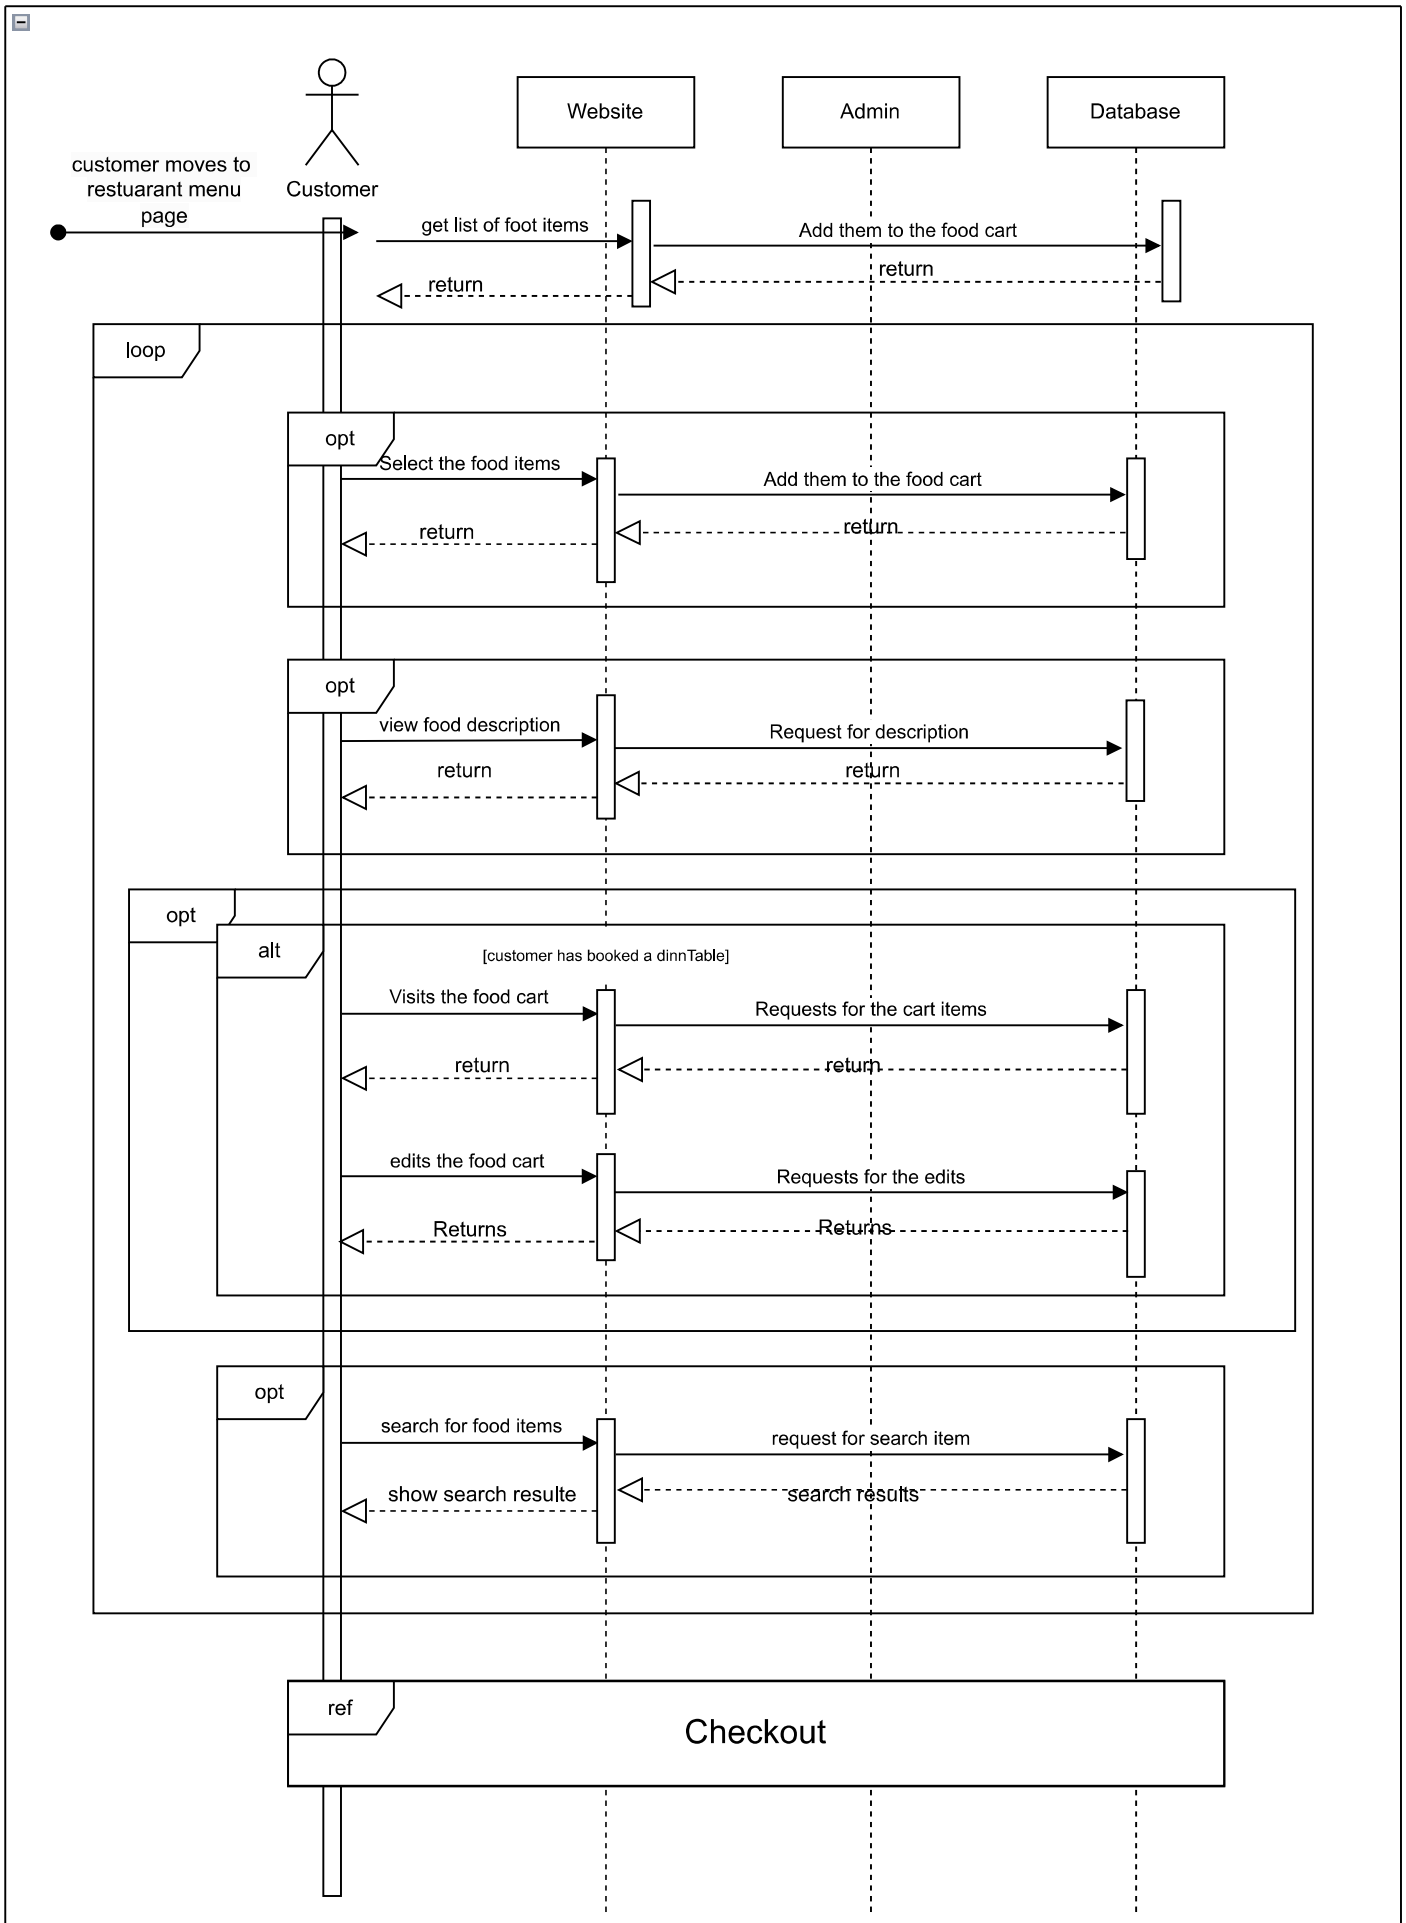 Website
Admin
Database
customer moves to
restuarant menu
page
Customer
get list of foot items
Add them to the food cart
return
return
loop
opt
Select the food items
Add them to the food cart
return
return
opt
view food description
Request for description
return
return
opt
alt
[customer has booked a dinnTable]
Visits the food cart
Requests for the cart items
return
return
edits the food cart
Requests for the edits
Returns
Returns
opt
search for food items
request for search item
show search resulte
search results
ref
Checkout